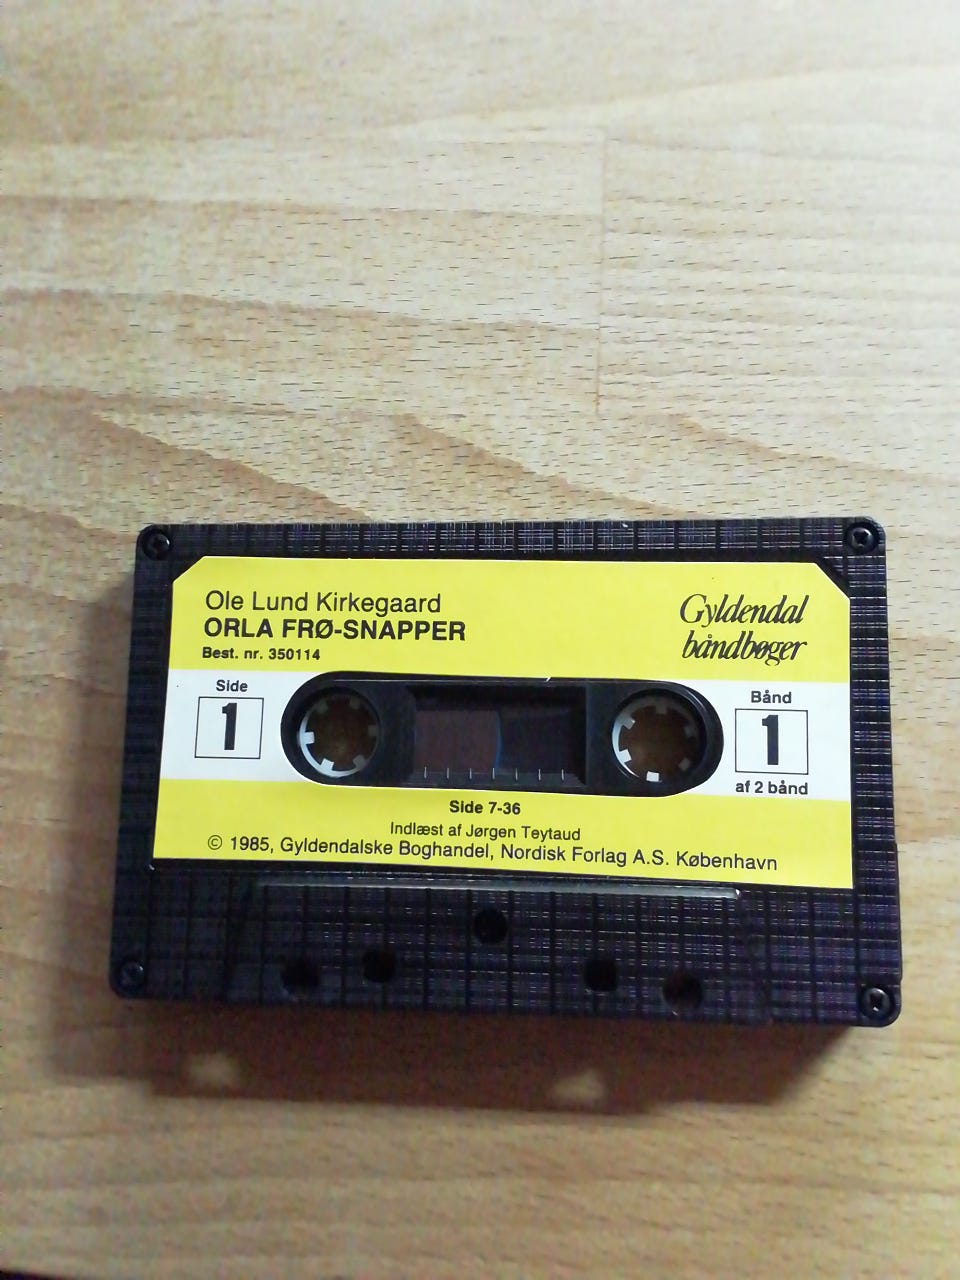 Ole Lund Kirkegaard
ORLA FRØ-SNAPPER
Best. nr. 350114
Gyldendal
båndbøger
Side
1
Bånd
1
af 2 bånd
Side 7-36
Indlæst af Jørgen Teytaud
© 1985, Gyldendalske Boghandel, Nordisk Forlag A.S. København